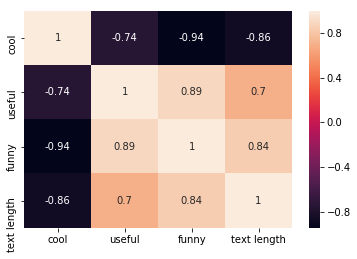 cool 1 -0.74 -0.94 -0.86
useful -0.74 1 0.89 0.7
funny -0.94 0.89 1 0.84
text length -0.86 0.7 0.84 1
cool useful funny text length
0.8
0.4
0.0
-0.4
-0.8